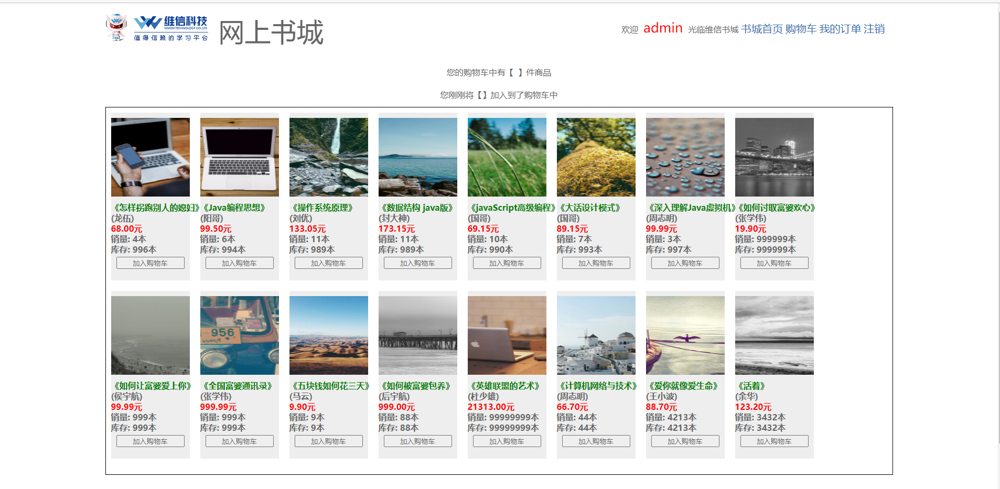 维信科技
VISION TECHNOLOGY CO.,LTD
值得信赖的学习平台
网上书城
欢迎 admin 光临维信书城 书城首页 购物车 我的订单 注销
您的购物车中有【 】件商品
您刚刚将【】加入到了购物车中
《怎样拐跑别人的媳妇》
(龙伍)
68.00元
销量: 4本
库存: 996本
加入购物车
《Java编程思想》
(阳哥)
99.50元
销量: 6本
库存: 994本
加入购物车
《操作系统原理》
(刘优)
133.05元
销量: 11本
库存: 989本
加入购物车
《数据结构 java版》
(封大神)
173.15元
销量: 11本
库存: 989本
加入购物车
《javaScript高级编程》
(国哥)
69.15元
销量: 10本
库存: 990本
加入购物车
《大话设计模式》
(国哥)
89.15元
销量: 7本
库存: 993本
加入购物车
《深入理解Java虚拟机》
(周志明)
99.99元
销量: 3本
库存: 997本
加入购物车
《如何讨取富婆欢心》
(张学伟)
19.90元
销量: 999999本
库存: 999999本
加入购物车
《如何让富婆爱上你》
(侯宇航)
99.99元
销量: 999本
库存: 999本
加入购物车
956
《全国富婆通讯录》
(张学伟)
999.99元
销量: 999本
库存: 999本
加入购物车
《五块钱如何花三天》
(马云)
9.90元
销量: 9本
库存: 9本
加入购物车
《如何被富婆包养》
(后宇航)
999.00元
销量: 88本
库存: 88本
加入购物车
《英雄联盟的艺术》
(杜少雄)
21313.00元
销量: 99999999本
库存: 99999999本
加入购物车
《计算机网络与技术》
(周志明)
66.70元
销量: 44本
库存: 44本
加入购物车
《爱你就像爱生命》
(王小波)
88.70元
销量: 4213本
库存: 4213本
加入购物车
《活着》
(余华)
123.20元
销量: 3432本
库存: 3432本
加入购物车